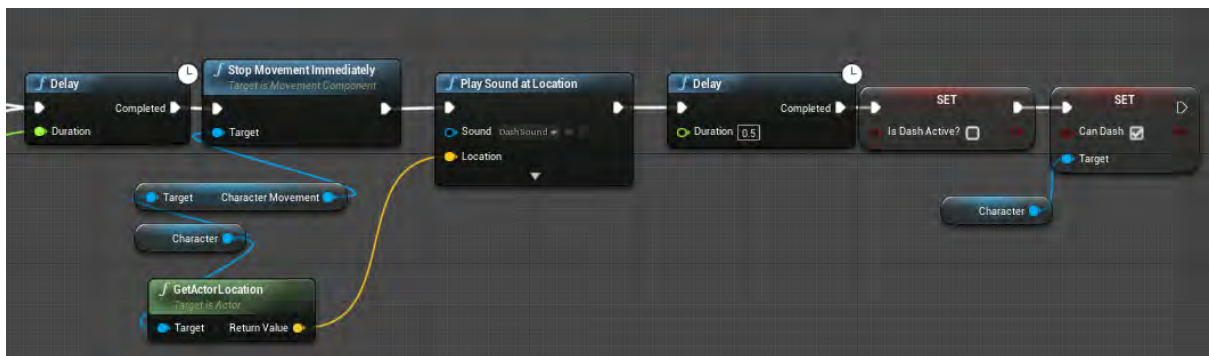 Delay
Completed
Duration
Stop Movement Immediately
Target is Movement Component
Target
Play Sound at Location
Sound DashSound
Location
Delay
Completed
Duration 0.5
SET
Is Dash Active?
SET
Can Dash
Target
Target Character Movement
Character
Character
GetActorLocation
Target is Actor
Target Return Value